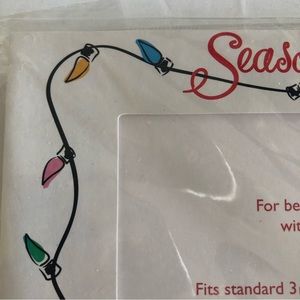 Seaso
For be
wit
Fits standard 3